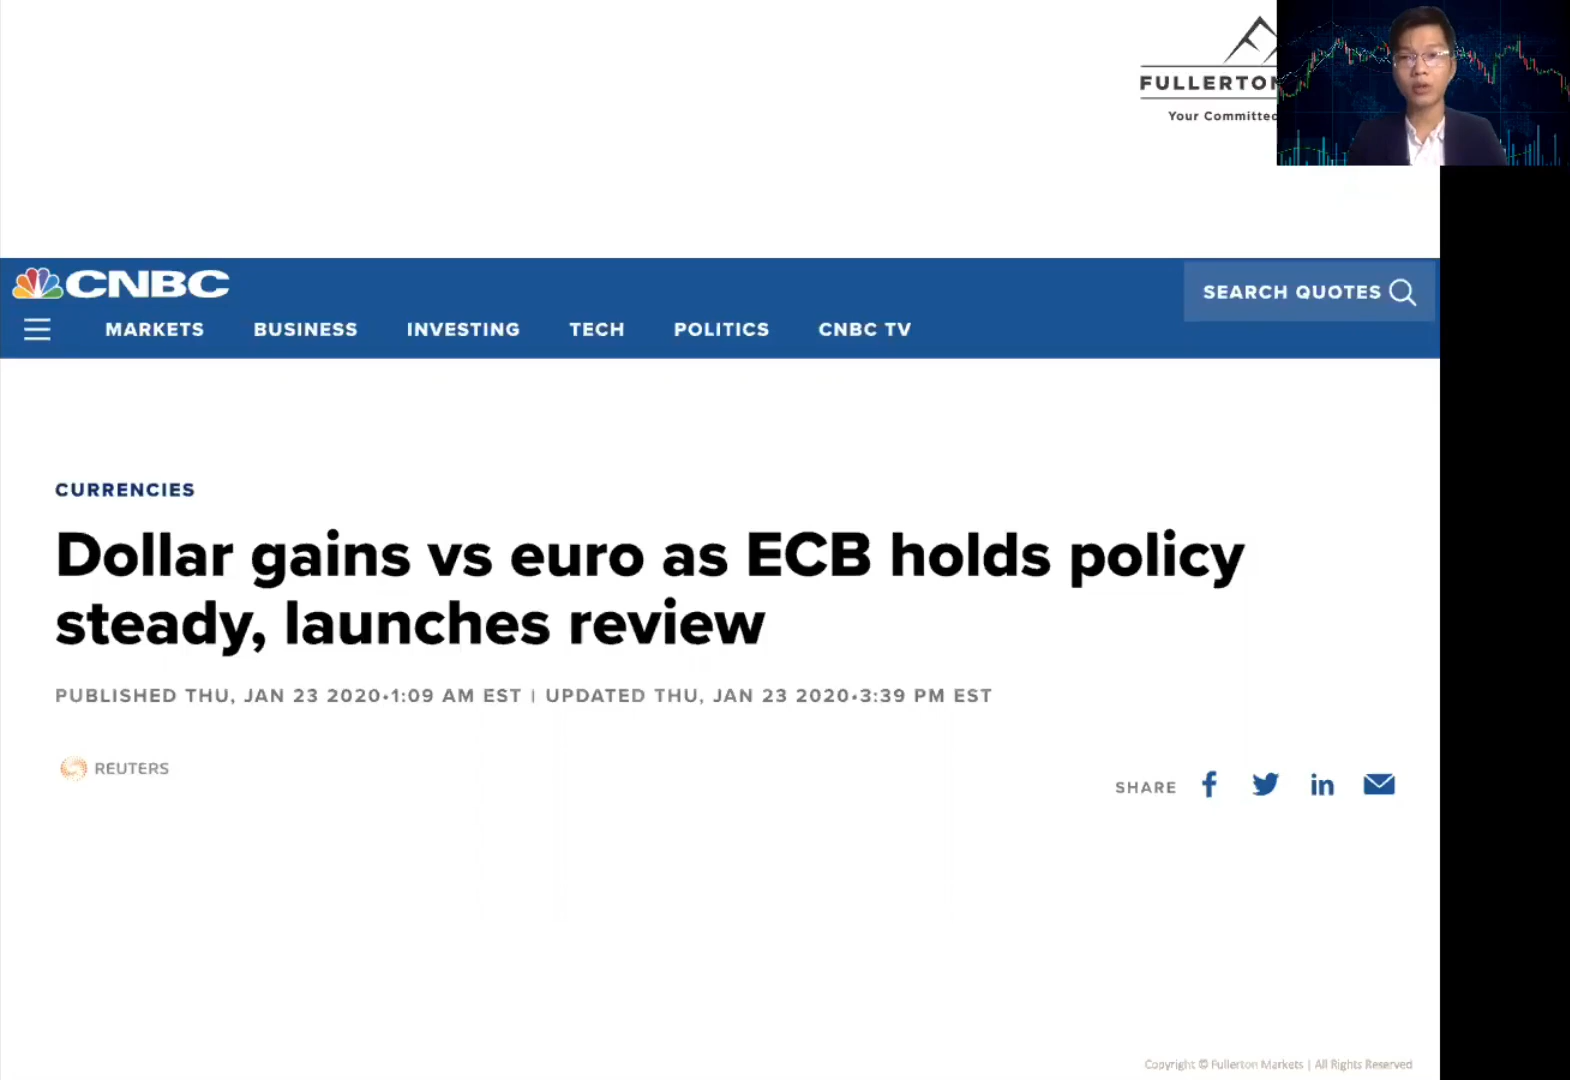 FULLERTON
Your Committed
CNBC
SEARCH QUOTES
MARKETS BUSINESS INVESTING TECH POLITICS CNBC TV
CURRENCIES
Dollar gains vs euro as ECB holds policy
steady, launches review
PUBLISHED THU, JAN 23 2020•1:09 AM EST | UPDATED THU, JAN 23 2020•3:39 PM EST
REUTERS
SHARE
Copyright © Fullerton Markets | All Rights Reserved